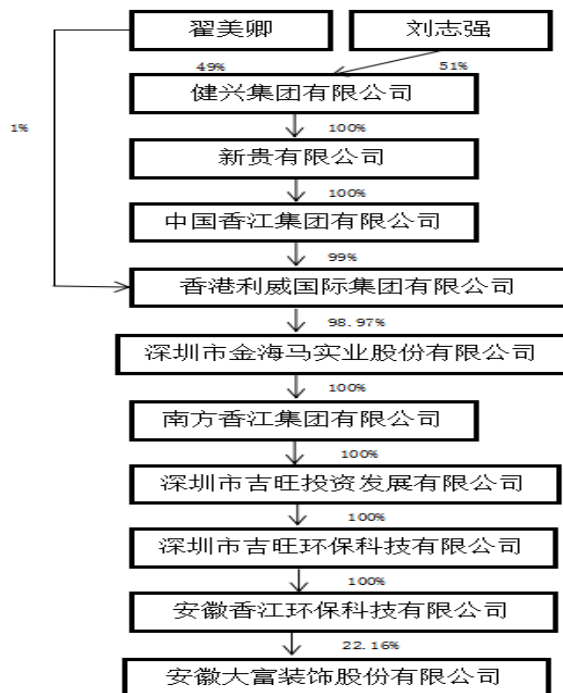 翟美卿
刘志强
49%
51%
健兴集团有限公司
1%
100%
新贵有限公司
100%
中国香江集团有限公司
99%
香港利威国际集团有限公司
98.97%
深圳市金海马实业股份有限公司
100%
南方香江集团有限公司
100%
深圳市吉旺投资发展有限公司
100%
深圳市吉旺环保科技有限公司
100%
安徽香江环保科技有限公司
22.16%
安徽大富装饰股份有限公司